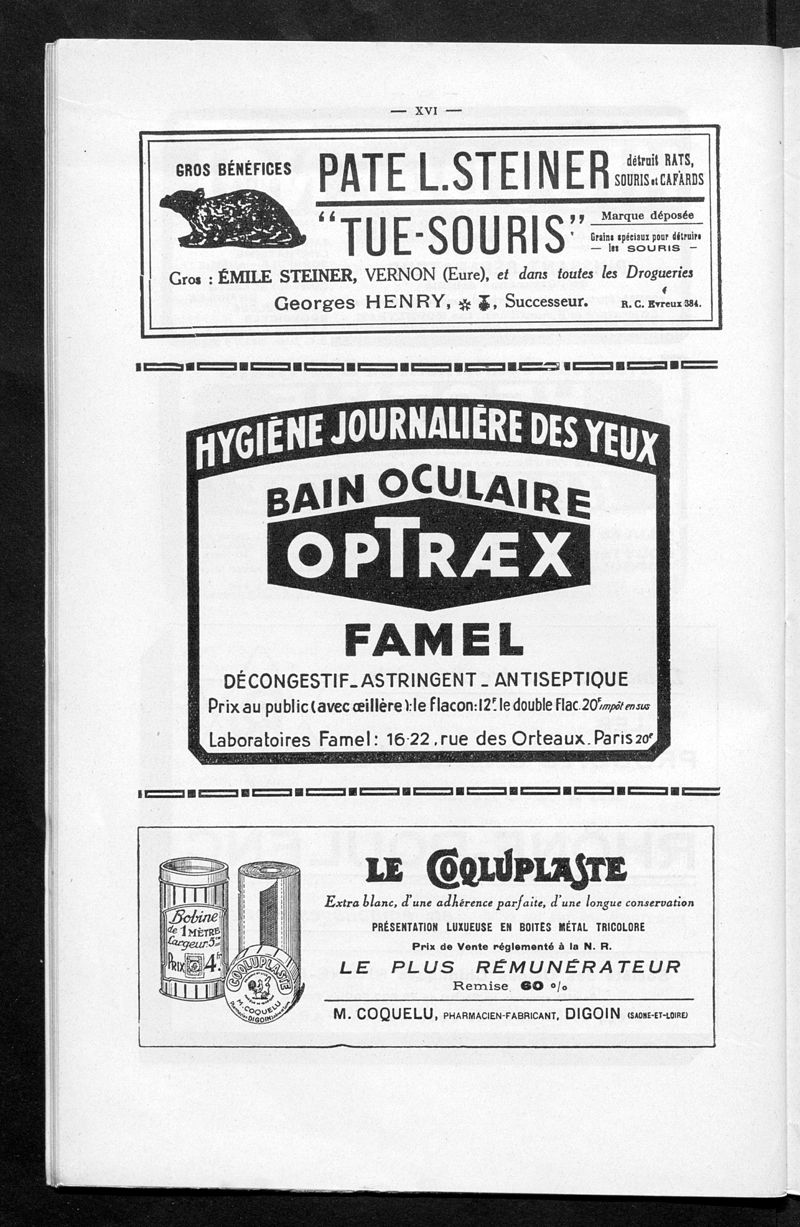 — XVI —
GROS BÉNÉFICES
PATE L. STEINER
détruit RATS,
SOURIS et CAFARDS
"TUE-SOURIS"
Marque déposée
Grains spéciaux pour détruire
— les SOURIS —
Gros : ÉMILE STEINER, VERNON (Eure), et dans toutes les Drogueries
Georges HENRY, Successeur.
R. C. Evreux 384.
HYGIÈNE JOURNALIÈRE DES YEUX
BAIN OCULAIRE
OPTRÆX
FAMEL
DÉCONGESTIF_ASTRINGENT_ANTISEPTIQUE
Prix au public (avec œillère): le flacon: 12F. le double flac. 20F. impôt en sus
Laboratoires Famel: 16-22, rue des Orteaux. Paris 20e
Bobine
de 1 MÈTRE
Largeur: 5cm
PRIX 4fr
COQLUPLASTE
M. COQUELU
DIGOIN
LE COQLUPLASTE
Extra blanc, d'une adhérence parfaite, d'une longue conservation
PRÉSENTATION LUXUEUSE EN BOITES MÉTAL TRICOLORE
Prix de Vente réglementé à la N. R.
LE PLUS RÉMUNÉRATEUR
Remise 60 %
M. COQUELU, PHARMACIEN-FABRICANT, DIGOIN (SAONE-ET-LOIRE)